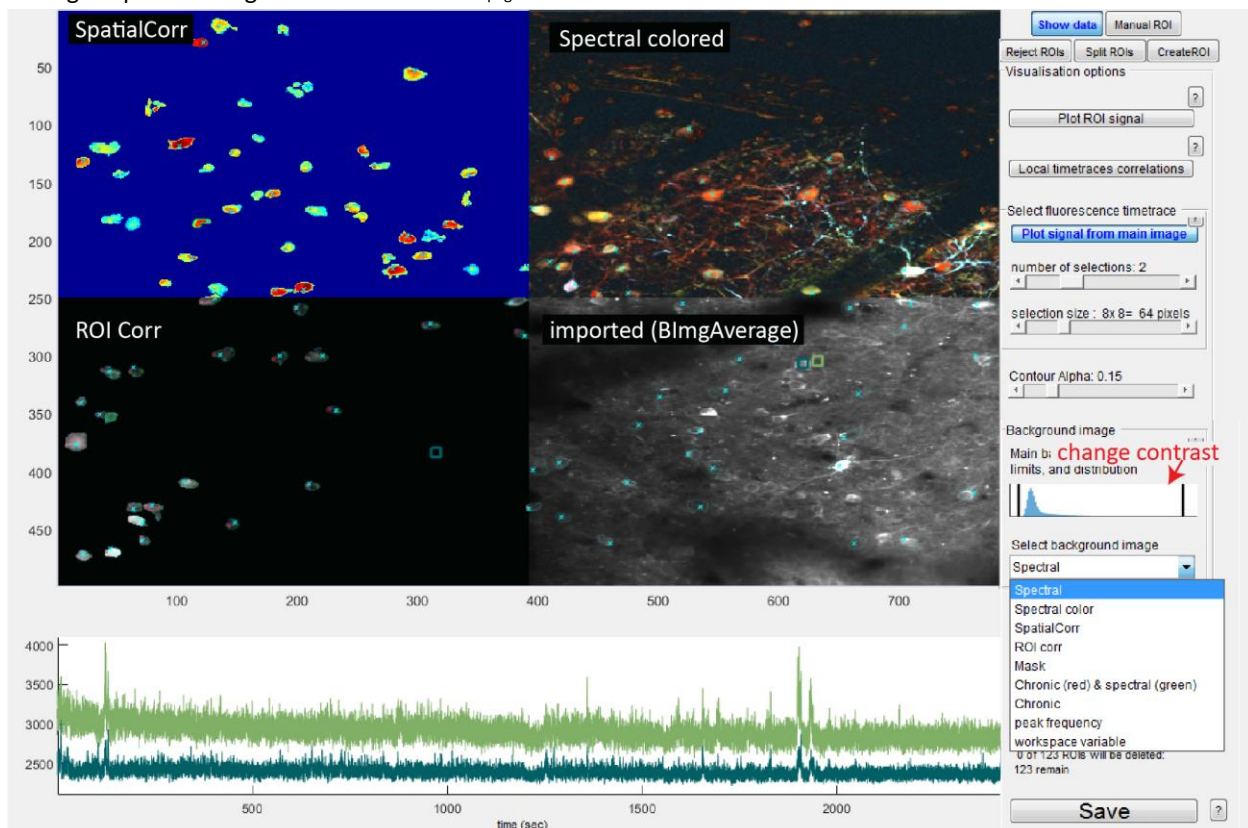 SpatialCorr
Spectral colored
ROI Corr
imported (BImgAverage)
50
100
150
200
250
300
350
400
450
100
200
300
400
500
600
700
4000
3500
3000
2500
500
1000
1500
2000
time (sec)
Show data
Manual ROI
Reject ROIs
Split ROIs
CreateROI
Visualisation options
?
Plot ROI signal
?
Local timetraces correlations
Select fluorescence timetrace
Plot signal from main image
number of selections: 2
selection size : 8x 8= 64 pixels
Contour Alpha: 0.15
Background image
Main
change contrast
limits, and distribution
Select background image
Spectral
Spectral
Spectral color
SpatialCorr
ROI corr
Mask
Chronic (red) & spectral (green)
Chronic
peak frequency
workspace variable
0 of 123 ROIs will be deleted:
123 remain
Save
?